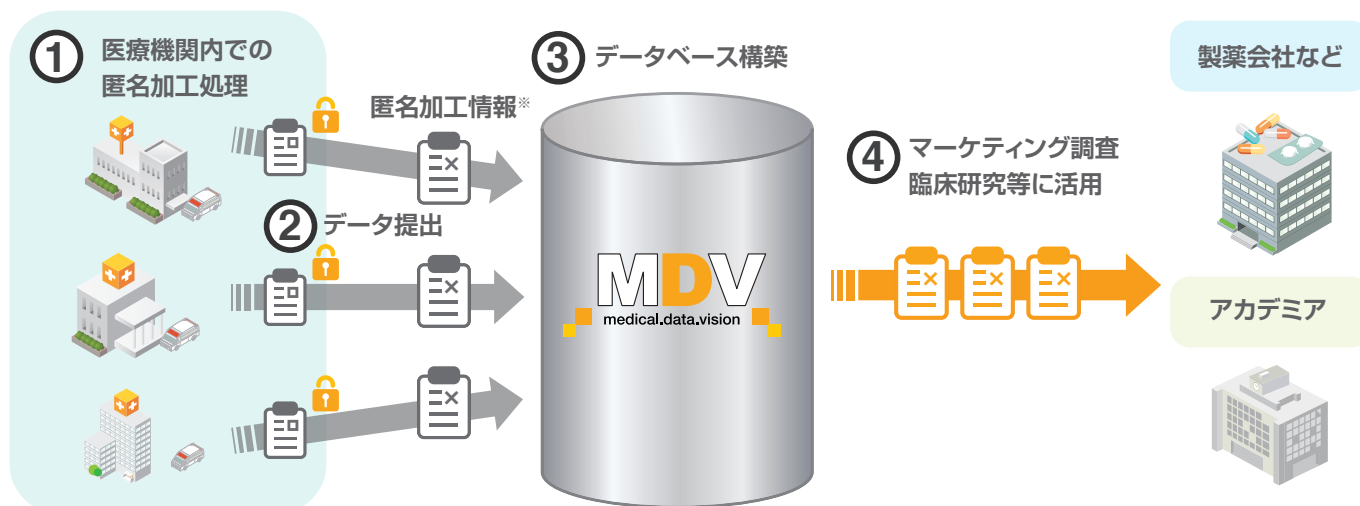 ① 医療機関内での
匿名加工処理
匿名加工情報※
② データ提出
③ データベース構築
MDV
medical.data.vision
④ マーケティング調査
臨床研究等に活用
製薬会社など
アカデミア